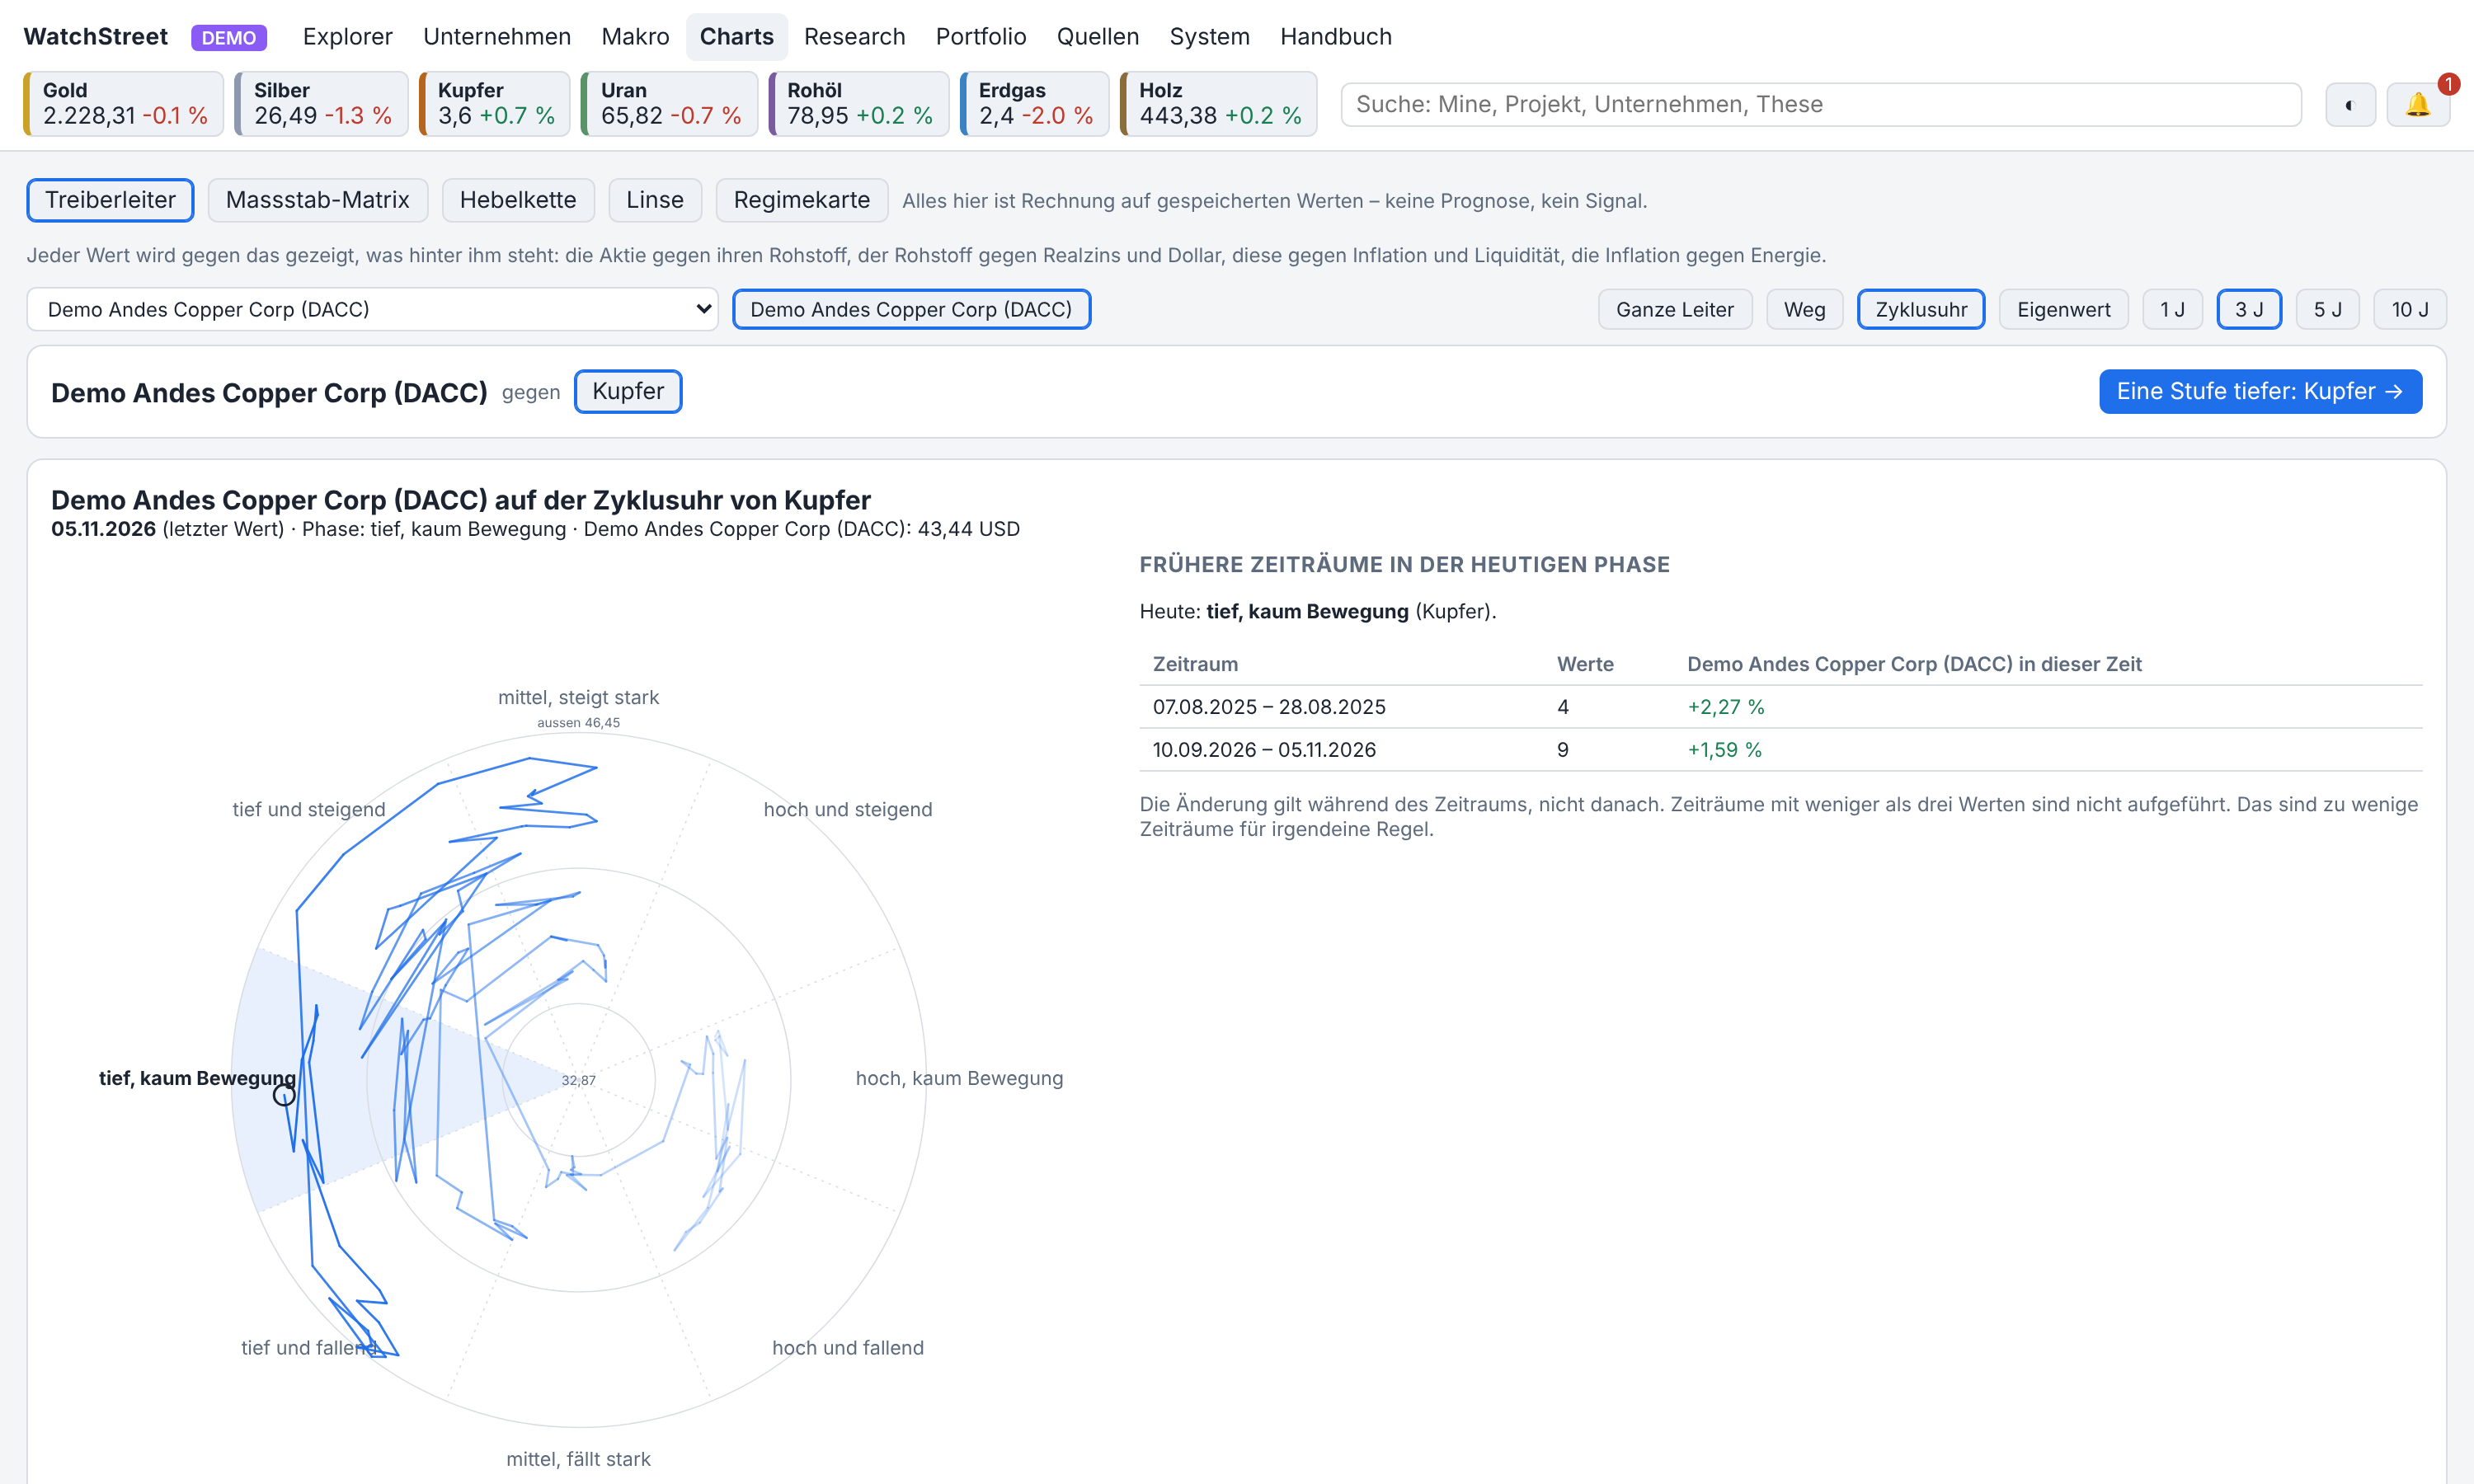 WatchStreet DEMO Explorer Unternehmen Makro Charts Research Portfolio Quellen System Handbuch
Gold Silber Kupfer Uran Rohöl Erdgas Holz
2.228,31 -0.1 % 26,49 -1.3 % 3,6 +0.7 % 65,82 -0.7 % 78,95 +0.2 % 2,4 -2.0 % 443,38 +0.2 %
Suche: Mine, Projekt, Unternehmen, These
1
Treiberleiter Massstab-Matrix Hebelkette Linse Regimekarte Alles hier ist Rechnung auf gespeicherten Werten – keine Prognose, kein Signal.
Jeder Wert wird gegen das gezeigt, was hinter ihm steht: die Aktie gegen ihren Rohstoff, der Rohstoff gegen Realzins und Dollar, diese gegen Inflation und Liquidität, die Inflation gegen Energie.
Demo Andes Copper Corp (DACC) Demo Andes Copper Corp (DACC) Ganze Leiter Weg Zyklusuhr Eigenwert 1 J 3 J 5 J 10 J
Demo Andes Copper Corp (DACC) gegen Kupfer Eine Stufe tiefer: Kupfer →
Demo Andes Copper Corp (DACC) auf der Zyklusuhr von Kupfer
05.11.2026 (letzter Wert) · Phase: tief, kaum Bewegung · Demo Andes Copper Corp (DACC): 43,44 USD
mittel, steigt stark
aussen 46,45
tief und steigend
hoch und steigend
tief, kaum Bewegung
32,87
hoch, kaum Bewegung
tief und fallend
hoch und fallend
mittel, fällt stark
FRÜHERE ZEITRÄUME IN DER HEUTIGEN PHASE
Heute: tief, kaum Bewegung (Kupfer).
Zeitraum Werte Demo Andes Copper Corp (DACC) in dieser Zeit
07.08.2025 – 28.08.2025 4 +2,27 %
10.09.2026 – 05.11.2026 9 +1,59 %
Die Änderung gilt während des Zeitraums, nicht danach. Zeiträume mit weniger als drei Werten sind nicht aufgeführt. Das sind zu wenige
Zeiträume für irgendeine Regel.